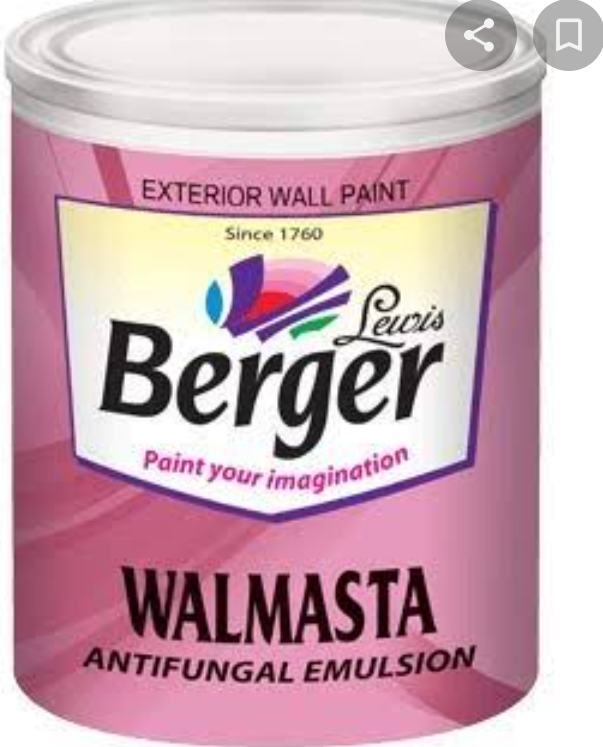 EXTERIOR WALL PAINT
Since 1760
Lewis
Berger
Paint your imagination
WALMASTA
ANTIFUNGAL EMULSION